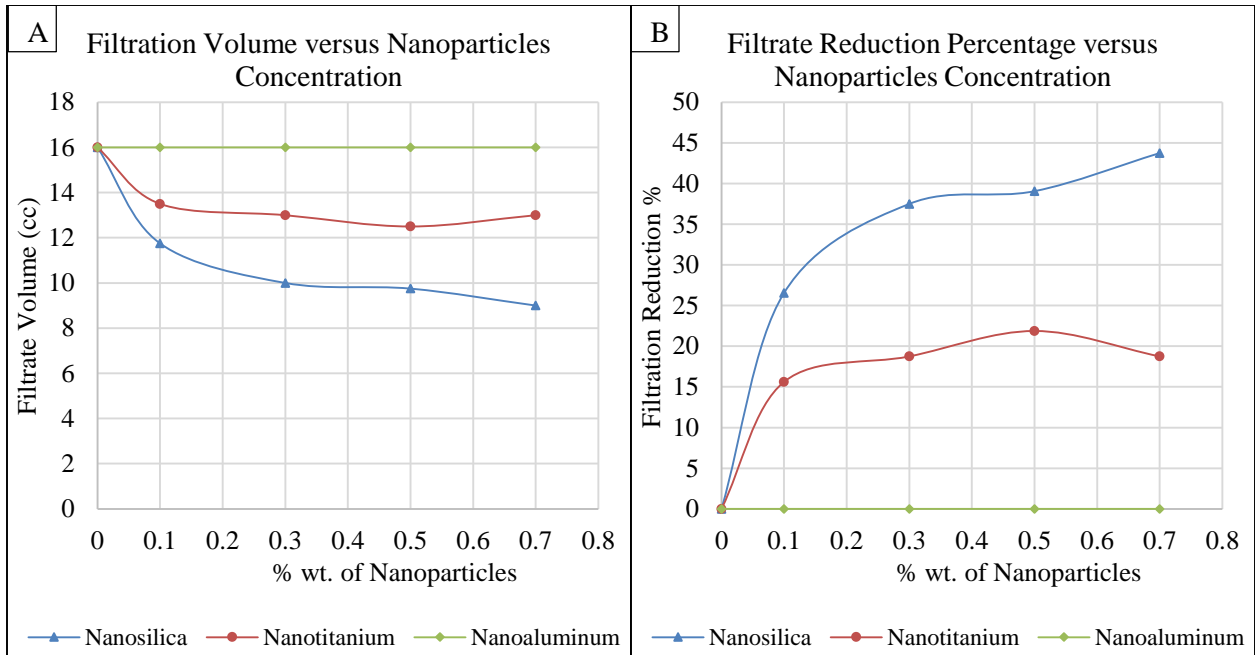 A
Filtration Volume versus Nanoparticles
Concentration
18
16
14
12
10
8
6
4
2
0
Filtrate Volume (cc)
0 0.1 0.2 0.3 0.4 0.5 0.6 0.7 0.8
% wt. of Nanoparticles
Nanosilica Nanotitanium Nanoaluminum
B
Filtrate Reduction Percentage versus
Nanoparticles Concentration
50
45
40
35
30
25
20
15
10
5
0
Filtration Reduction %
0 0.1 0.2 0.3 0.4 0.5 0.6 0.7 0.8
% wt. of Nanoparticles
Nanosilica Nanotitanium Nanoaluminum